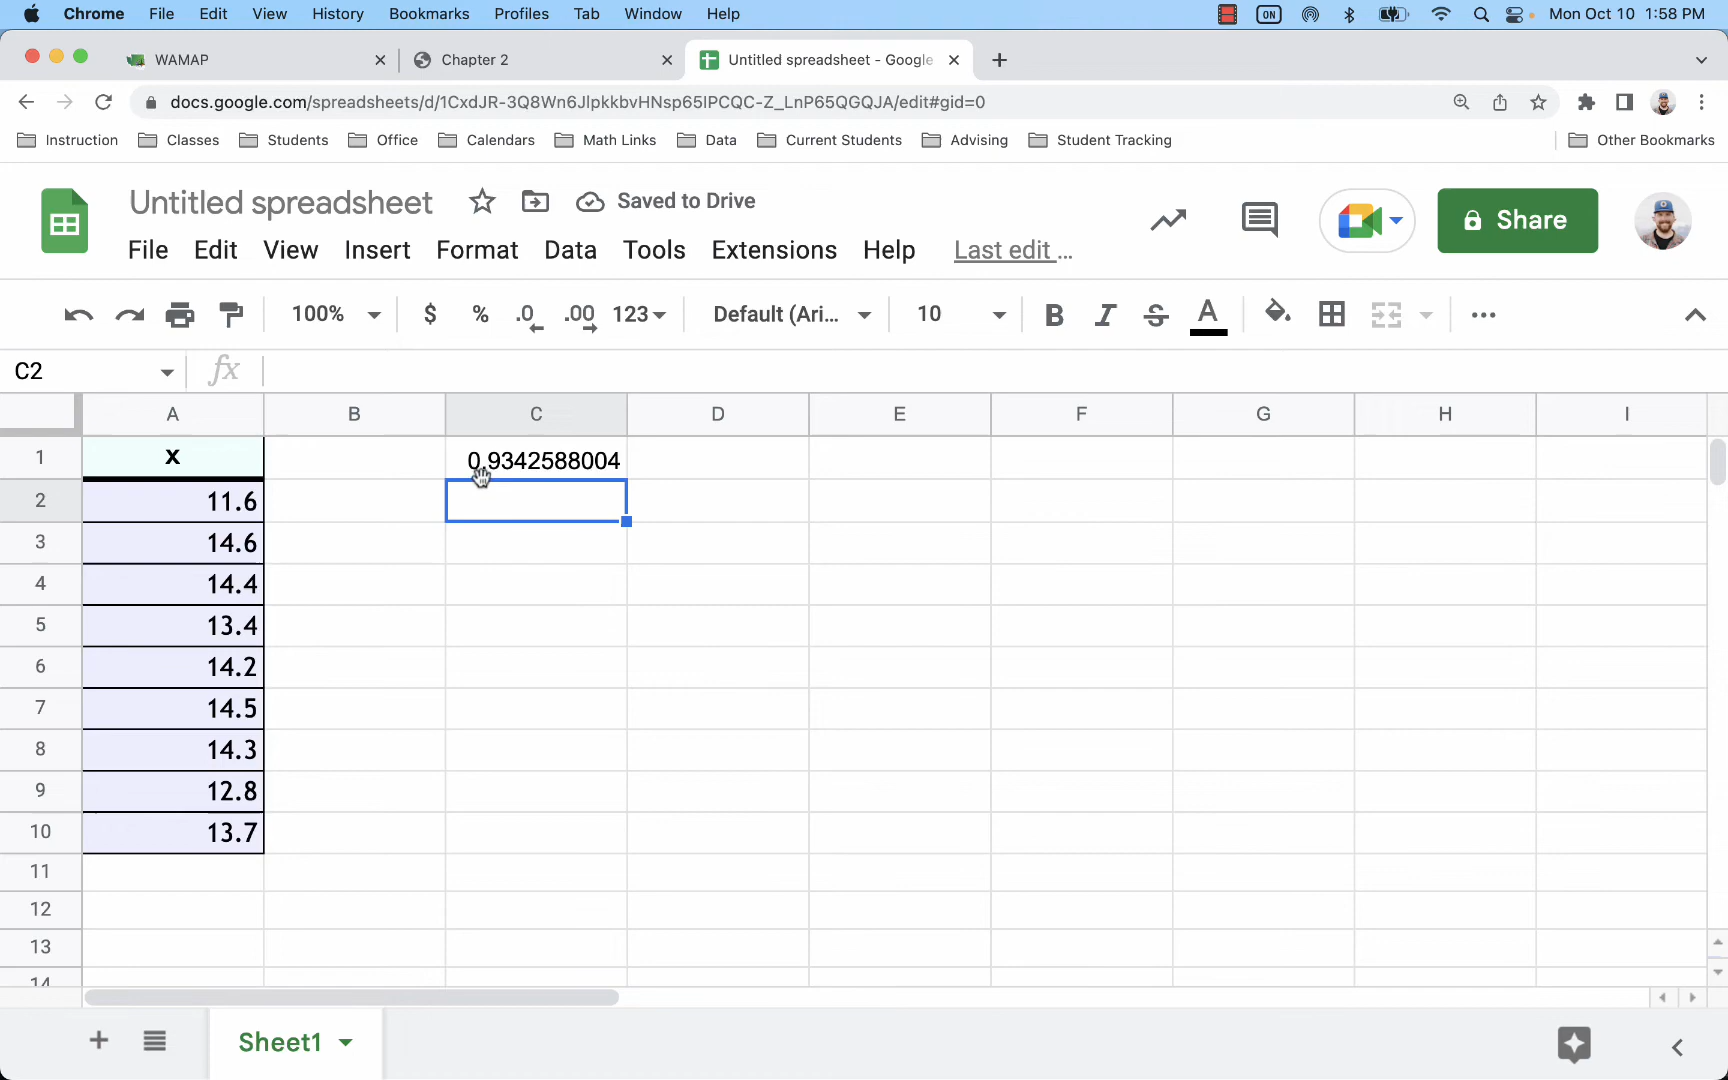 Chrome File Edit View History Bookmarks Profiles Tab Window Help ON Mon Oct 10 1:58 PM
WAMAP Chapter 2 Untitled spreadsheet - Google
docs.google.com/spreadsheets/d/1CxdJR-3Q8Wn6JlpkkbvHNsp65IPCQC-Z_LnP65QGQJA/edit#gid=0
Instruction Classes Students Office Calendars Math Links Data Current Students Advising Student Tracking Other Bookmarks
Untitled spreadsheet Saved to Drive Share
File Edit View Insert Format Data Tools Extensions Help Last edit ...
100% $ % .0 .00 123 Default (Ari... 10 B I S A
C2 fx
A B C D E F G H I
1 X 0.9342588004
2 11.6
3 14.6
4 14.4
5 13.4
6 14.2
7 14.5
8 14.3
9 12.8
10 13.7
11
12
13
14
Sheet1